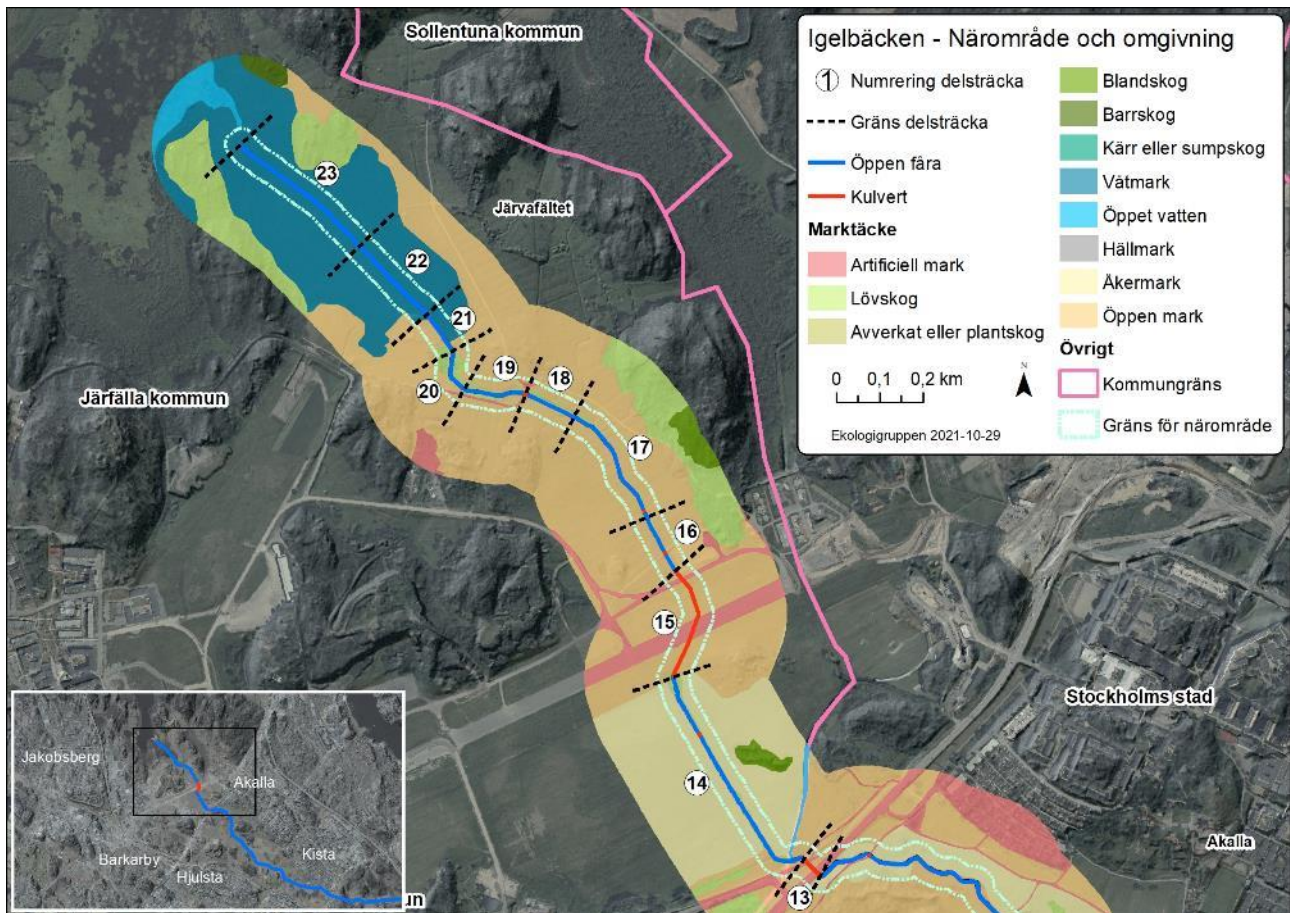 Sollentuna kommun
Järvafältet
Järfälla kommun
Stockholms stad
Akalla
23
22
21
20
19
18
17
16
15
14
13
Igelbäcken - Närområde och omgivning
1 Numrering delsträcka
Gräns delsträcka
Öppen fåra
Kulvert
Marktäcke
Artificiell mark
Lövskog
Avverkat eller plantskog
0 0,1 0,2 km
N
Ekologigruppen 2021-10-29
Blandskog
Barrskog
Kärr eller sumpskog
Våtmark
Öppet vatten
Hällmark
Åkermark
Öppen mark
Övrigt
Kommungräns
Gräns för närområde
Jakobsberg
Akalla
Barkarby
Kista
Hjulsta
un